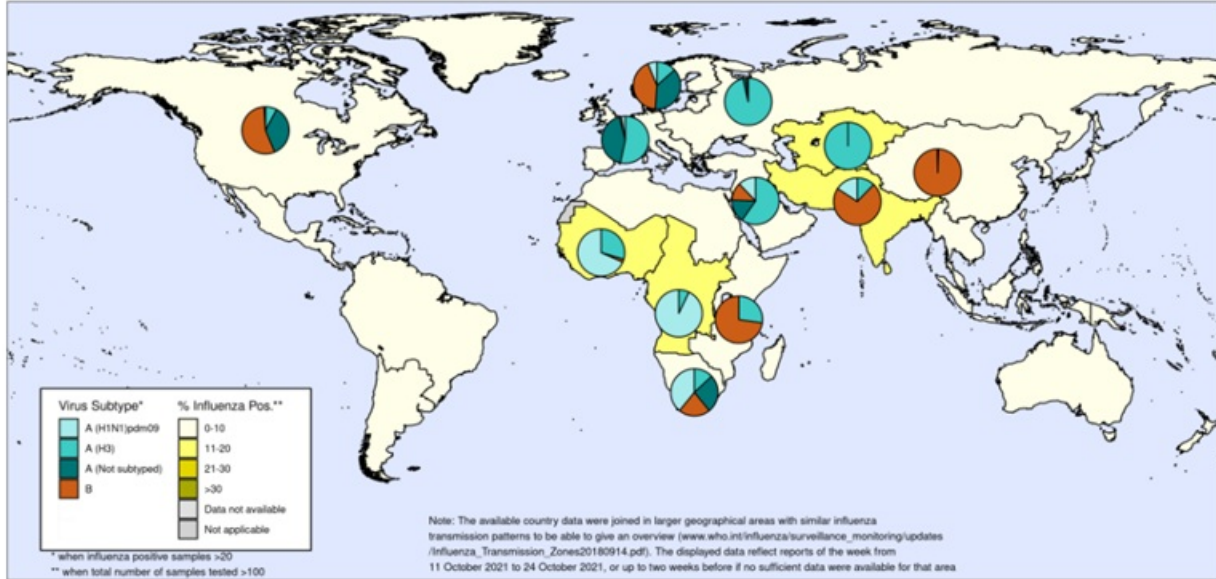 Virus Subtype*
A (H1N1)pdm09
A (H3)
A (Not subtyped)
B
% Influenza Pos.**
0-10
11-20
21-30
>30
Data not available
Not applicable
* when influenza positive samples >20
** when total number of samples tested >100
Note: The available country data were joined in larger geographical areas with similar influenza
transmission patterns to be able to give an overview (www.who.int/influenza/surveillance_monitoring/updates
/Influenza_Transmission_Zones20180914.pdf). The displayed data reflect reports of the week from
11 October 2021 to 24 October 2021, or up to two weeks before if no sufficient data were available for that area